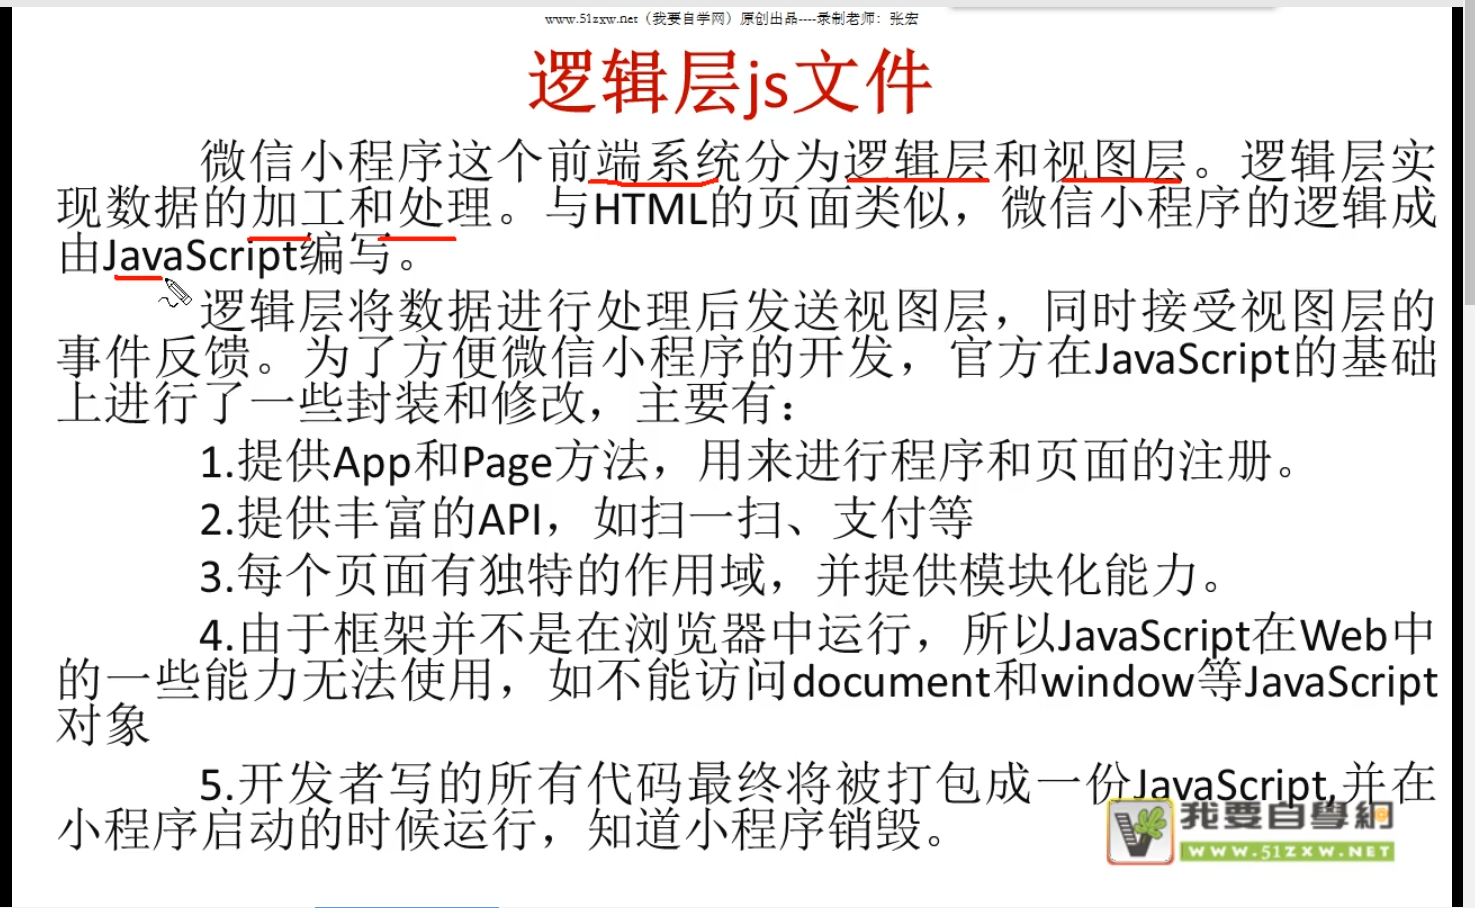 www.51zxw.net（我要自学网）原创出品----录制老师：张宏
逻辑层js文件
微信小程序这个前端系统分为逻辑层和视图层。逻辑层实
现数据的加工和处理。与HTML的页面类似，微信小程序的逻辑成
由JavaScript编写。
逻辑层将数据进行处理后发送视图层，同时接受视图层的
事件反馈。为了方便微信小程序的开发，官方在JavaScript的基础
上进行了一些封装和修改，主要有：
1.提供App和Page方法，用来进行程序和页面的注册。
2.提供丰富的API，如扫一扫、支付等
3.每个页面有独特的作用域，并提供模块化能力。
4.由于框架并不是在浏览器中运行，所以JavaScript在Web中
的一些能力无法使用，如不能访问document和window等JavaScript
对象
5.开发者写的所有代码最终将被打包成一份JavaScript,并在
小程序启动的时候运行，知道小程序销毁。
我要自學網
WWW.51ZXW.NET